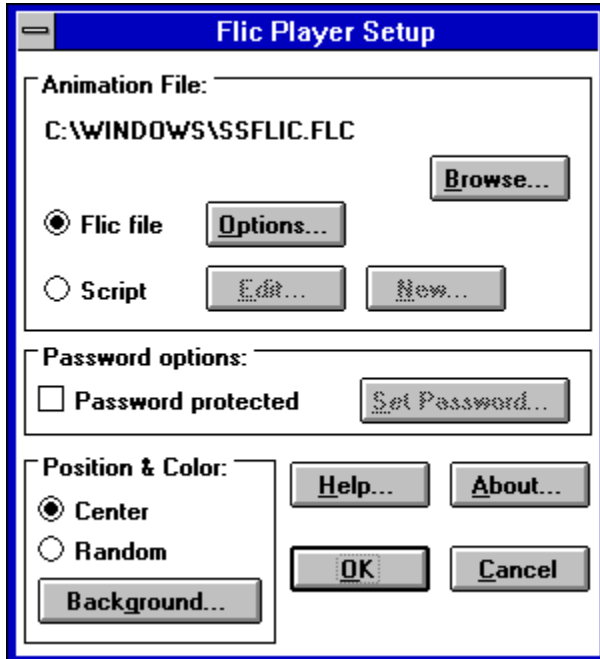 Flic Player Setup
Animation File:
C:\WINDOWS\SSFLIC.FLC
Browse...
Flic file Options...
Script Edit... New...
Password options:
Password protected Set Password...
Position & Color:
Center
Random
Background...
Help... About...
OK Cancel